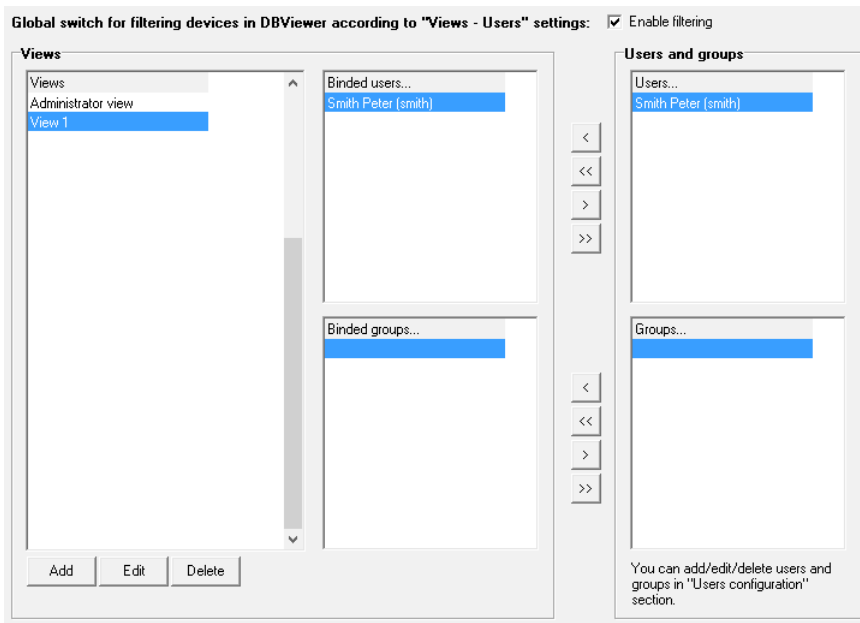 Global switch for filtering devices in DBViewer according to "Views - Users" settings: Enable filtering
Views
Views
Administrator view
View 1
Add Edit Delete
Binded users...
Smith Peter (smith)
Binded groups...
<
<<
>
>>
<
<<
>
>>
Users and groups
Users...
Smith Peter (smith)
Groups...
You can add/edit/delete users and
groups in "Users configuration"
section.